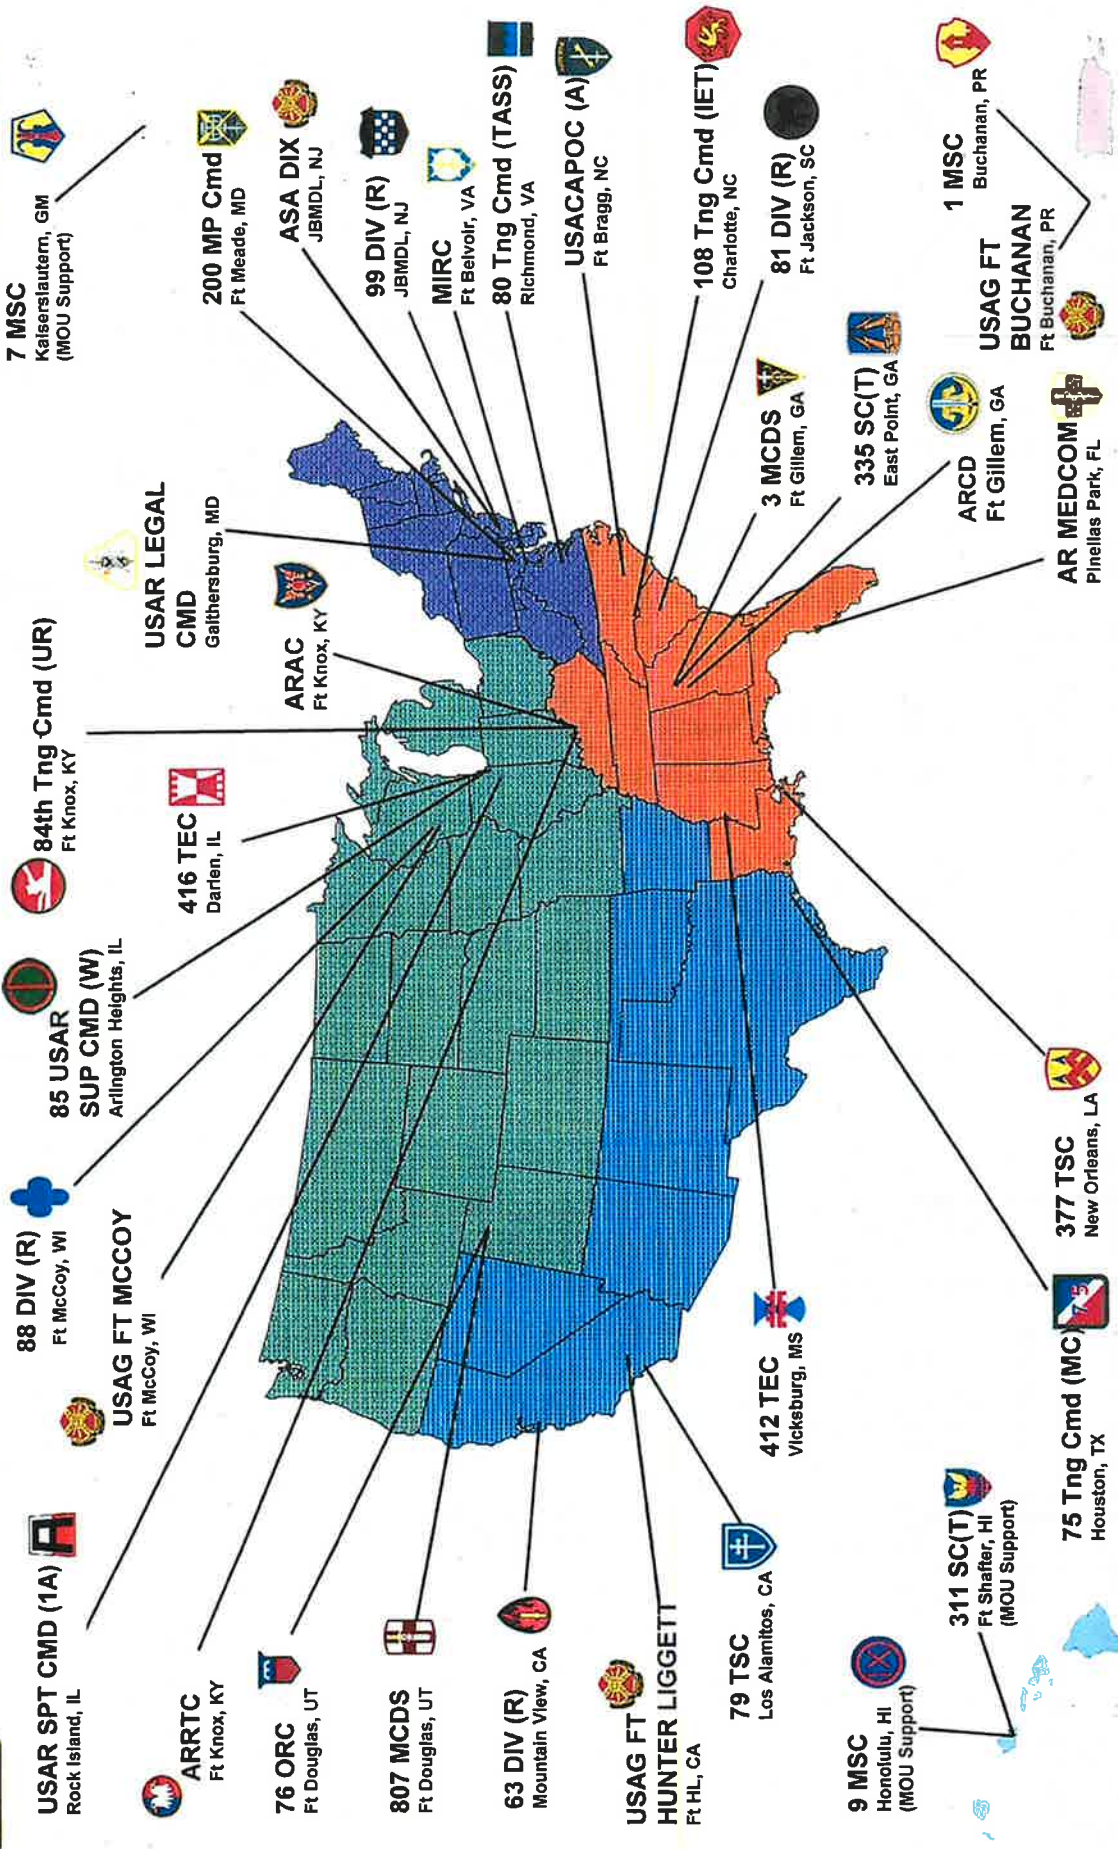 USAR SPT CMD (1A)
Rock Island, IL
ARRTC
Ft Knox, KY
76 ORC
Ft Douglas, UT
807 MCDS
Ft Douglas, UT
63 DIV (R)
Mountain View, CA
USAG FT
HUNTER LIGGETT
Ft HL, CA
79 TSC
Los Alamitos, CA
9 MSC
Honolulu, HI
(MOU Support)
311 SC(T)
Ft Shafter, HI
(MOU Support)
88 DIV (R)
Ft McCoy, WI
USAG FT MCCOY
Ft McCoy, WI
85 USAR
SUP CMD (W)
Arlington Heights, IL
84th Tng Cmd (UR)
Ft Knox, KY
416 TEC
Darien, IL
USAR LEGAL
CMD
Gaithersburg, MD
ARAC
Ft Knox, KY
7 MSC
Kaiserslautern, GM
(MOU Support)
200 MP Cmd
Ft Meade, MD
ASA DIX
JBMDL, NJ
99 DIV (R)
JBMDL, NJ
MIRC
Ft Belvoir, VA
80 Tng Cmd (TASS)
Richmond, VA
USACAPOC (A)
Ft Bragg, NC
108 Tng Cmd (IET)
Charlotte, NC
81 DIV (R)
Ft Jackson, SC
3 MCDS
Ft Gillem, GA
335 SC(T)
East Point, GA
ARCD
Ft Gillem, GA
AR MEDCOM
Pinellas Park, FL
1 MSC
Buchanan, PR
USAG FT
BUCHANAN
Ft Buchanan, PR
412 TEC
Vicksburg, MS
75 Tng Cmd (MC)
Houston, TX
75
377 TSC
New Orleans, LA